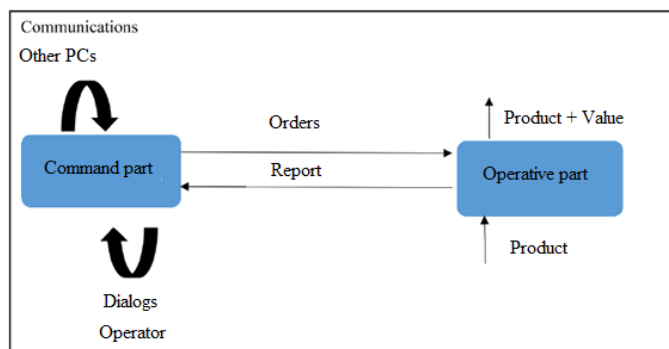 Communications
Other PCs
Orders
Product + Value
Command part
Report
Operative part
Product
Dialogs
Operator